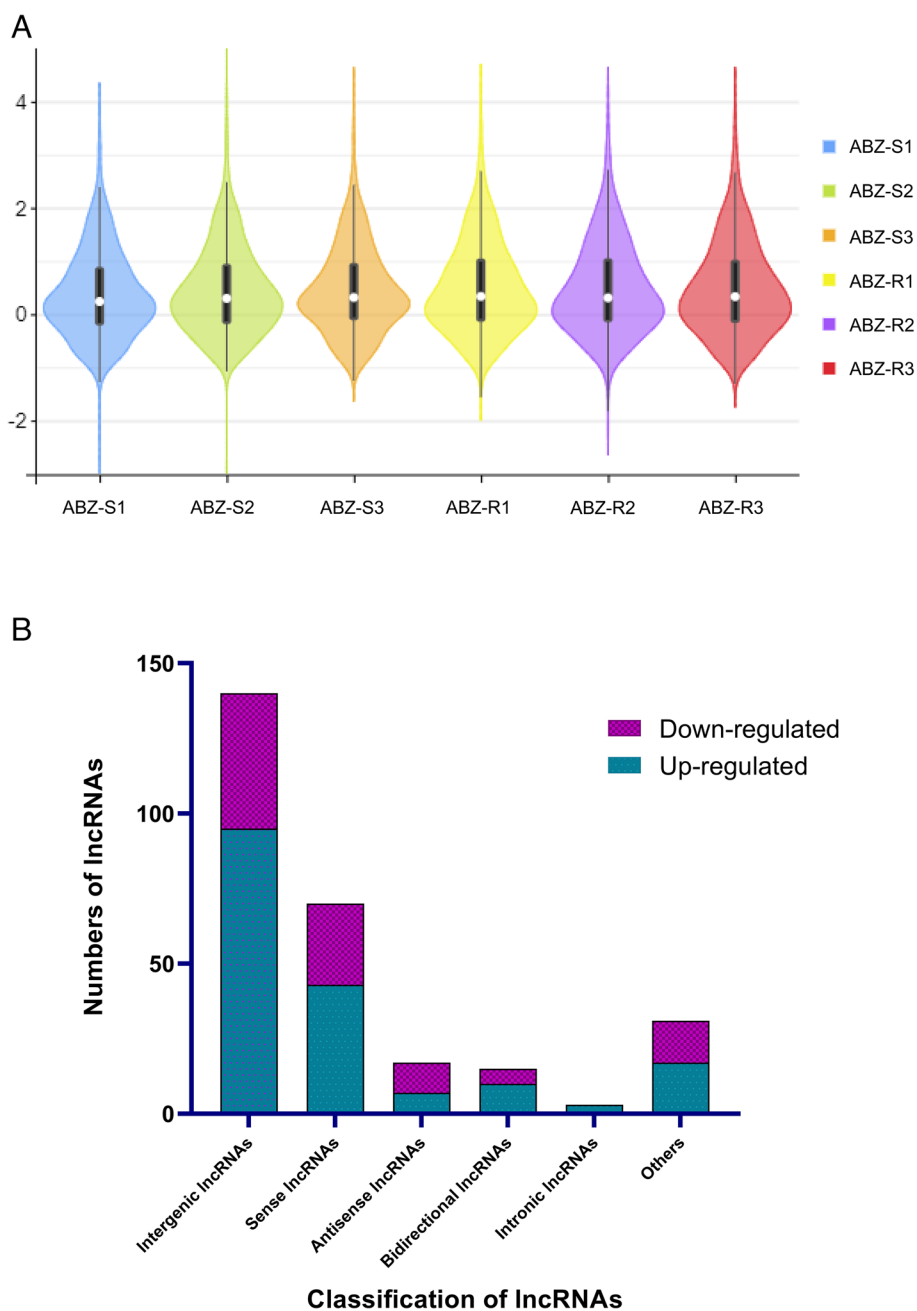 A
4
2
0
-2
ABZ-S1
ABZ-S2
ABZ-S3
ABZ-R1
ABZ-R2
ABZ-R3
ABZ-S1
ABZ-S2
ABZ-S3
ABZ-R1
ABZ-R2
ABZ-R3
B
150
100
50
0
Numbers of lncRNAs
Down-regulated
Up-regulated
Intergenic lncRNAs
Sense lncRNAs
Antisense lncRNAs
Bidirectional lncRNAs
Intronic lncRNAs
Others
Classification of lncRNAs